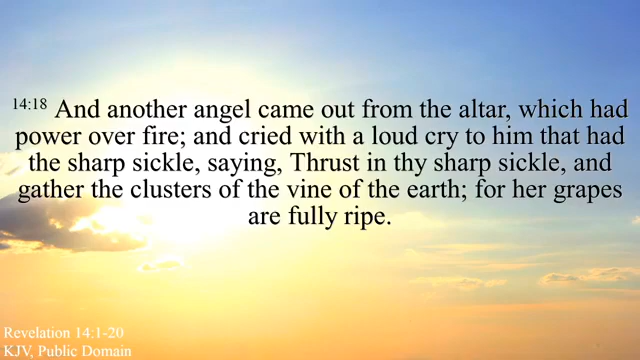 14:18 And another angel came out from the altar, which had
power over fire; and cried with a loud cry to him that had
the sharp sickle, saying, Thrust in thy sharp sickle, and
gather the clusters of the vine of the earth; for her grapes
are fully ripe.
Revelation 14:1-20
KJV, Public Domain